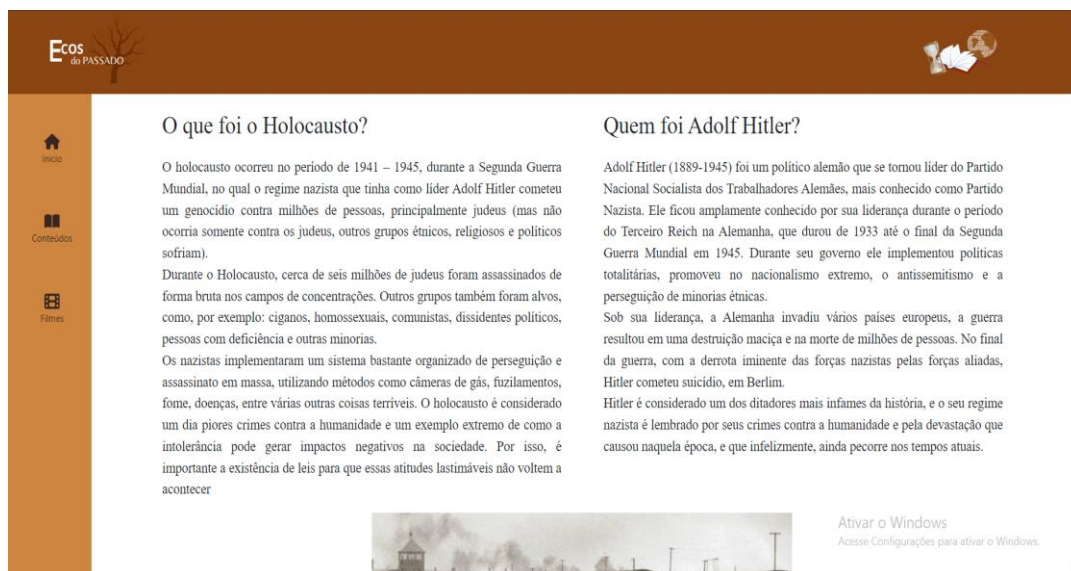 Ecos
do PASSADO
Inicio
Conteúdos
Filmes
O que foi o Holocausto?
O holocausto ocorreu no período de 1941 – 1945, durante a Segunda Guerra
Mundial, no qual o regime nazista que tinha como líder Adolf Hitler cometeu
um genocídio contra milhões de pessoas, principalmente judeus (mas não
ocorria somente contra os judeus, outros grupos étnicos, religiosos e políticos
sofriam).
Durante o Holocausto, cerca de seis milhões de judeus foram assassinados de
forma bruta nos campos de concentrações. Outros grupos também foram alvos,
como, por exemplo: ciganos, homossexuais, comunistas, dissidentes políticos,
pessoas com deficiência e outras minorias.
Os nazistas implementaram um sistema bastante organizado de perseguição e
assassinato em massa, utilizando métodos como câmeras de gás, fuzilamentos,
fome, doenças, entre várias outras coisas terríveis. O holocausto é considerado
um dia piores crimes contra a humanidade e um exemplo extremo de como a
intolerância pode gerar impactos negativos na sociedade. Por isso, é
importante a existência de leis para que essas atitudes lastimáveis não voltem a
acontecer
Quem foi Adolf Hitler?
Adolf Hitler (1889-1945) foi um político alemão que se tornou líder do Partido
Nacional Socialista dos Trabalhadores Alemães, mais conhecido como Partido
Nazista. Ele ficou amplamente conhecido por sua liderança durante o período
do Terceiro Reich na Alemanha, que durou de 1933 até o final da Segunda
Guerra Mundial em 1945. Durante seu governo ele implementou políticas
totalitárias, promoveu no nacionalismo extremo, o antissemitismo e a
perseguição de minorias étnicas.
Sob sua liderança, a Alemanha invadiu vários países europeus, a guerra
resultou em uma destruição maciça e na morte de milhões de pessoas. No final
da guerra, com a derrota iminente das forças nazistas pelas forças aliadas,
Hitler cometeu suicídio, em Berlim.
Hitler é considerado um dos ditadores mais infames da história, e o seu regime
nazista é lembrado por seus crimes contra a humanidade e pela devastação que
causou naquela época, e que infelizmente, ainda pecorre nos tempos atuais.
Ativar o Windows
Acesse Configurações para ativar o Windows.